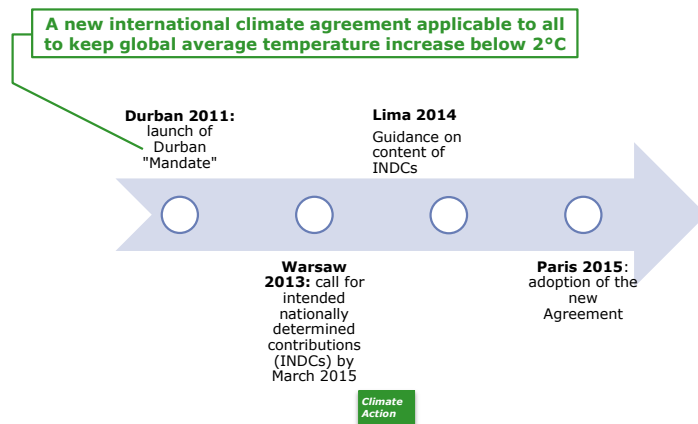 A new international climate agreement applicable to all
to keep global average temperature increase below 2°C
Durban 2011:
launch of
Durban
"Mandate"
Lima 2014
Guidance on
content of
INDCs
Warsaw
2013: call for
intended
nationally
determined
contributions
(INDCs) by
March 2015
Paris 2015:
adoption of the
new
Agreement
Climate
Action